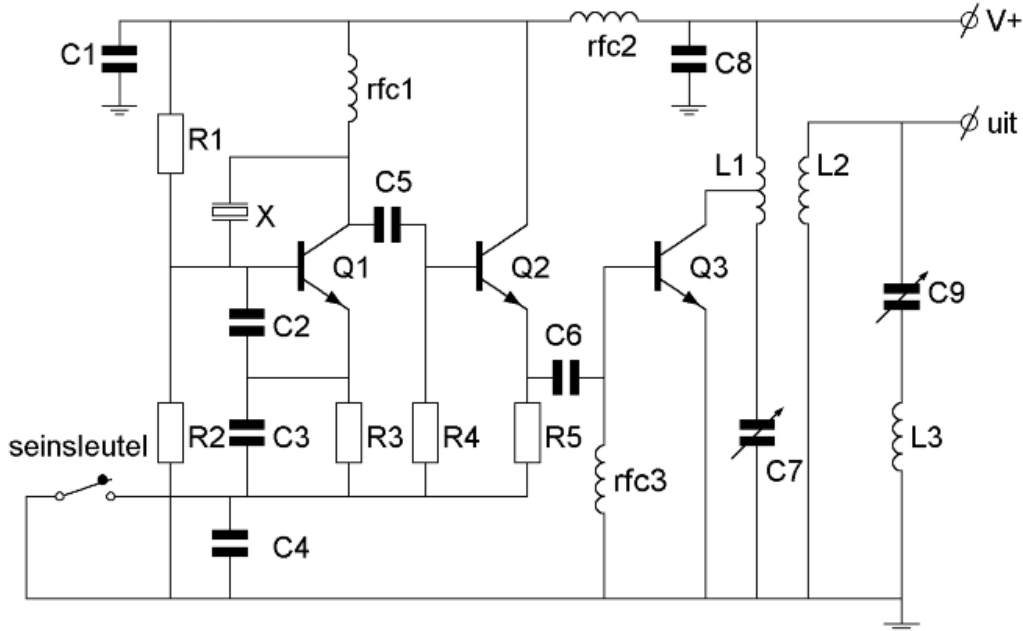 V+
C1
rfc2
C8
rfc1
uit
R1
L1
L2
C5
X
Q1
Q2
Q3
C9
C2
C6
R2
C3
R3
R4
R5
L3
seinsleutel
C7
rfc3
C4